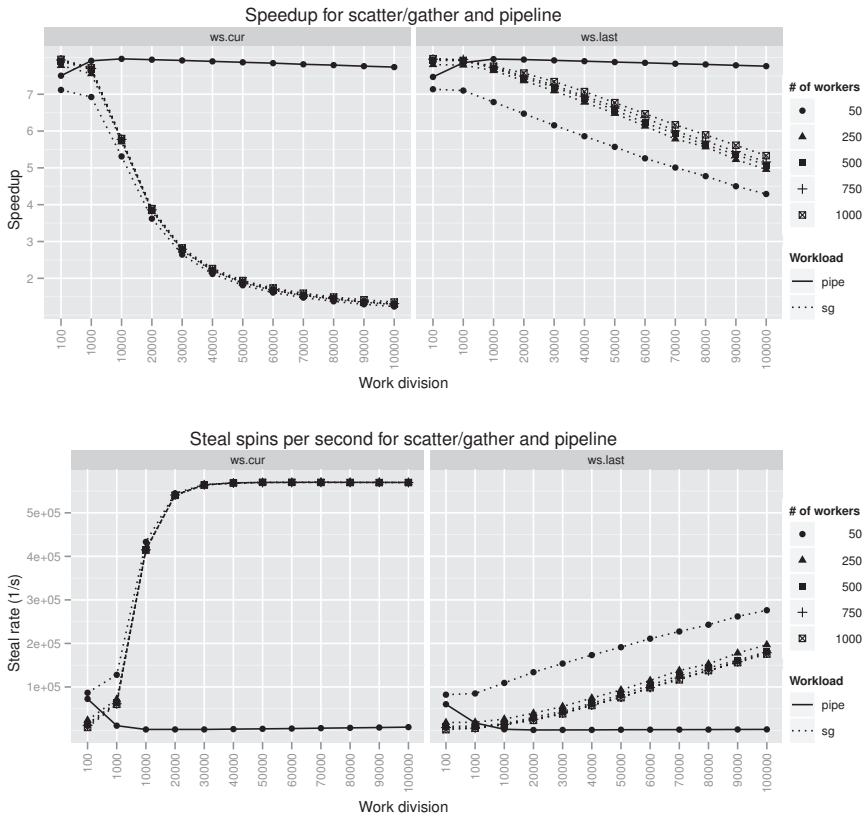 Speedup for scatter/gather and pipeline
ws.cur
ws.last
Speedup
7
6
5
4
3
2
100
1000
10000
20000
30000
40000
50000
60000
70000
80000
90000
100000
100
1000
10000
20000
30000
40000
50000
60000
70000
80000
90000
100000
Work division
# of workers
50
250
500
750
1000
Workload
pipe
sg
Steal spins per second for scatter/gather and pipeline
ws.cur
ws.last
Steal rate (1/s)
5e+05
4e+05
3e+05
2e+05
1e+05
100
1000
10000
20000
30000
40000
50000
60000
70000
80000
90000
100000
100
1000
10000
20000
30000
40000
50000
60000
70000
80000
90000
100000
Work division
# of workers
50
250
500
750
1000
Workload
pipe
sg